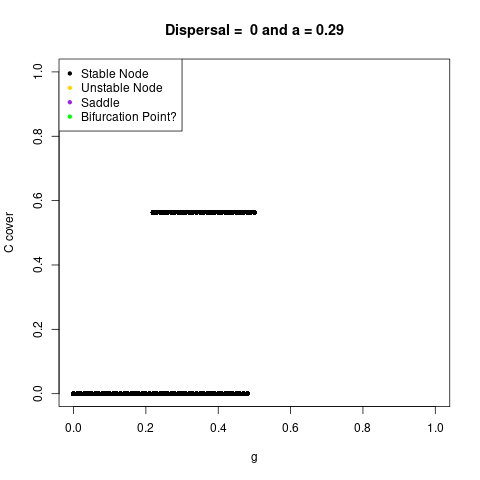 Dispersal =  0 and a = 0.29
Stable Node
Unstable Node
Saddle
Bifurcation Point?
C cover
1.0
0.8
0.6
0.4
0.2
0.0
0.0 0.2 0.4 0.6 0.8 1.0
g